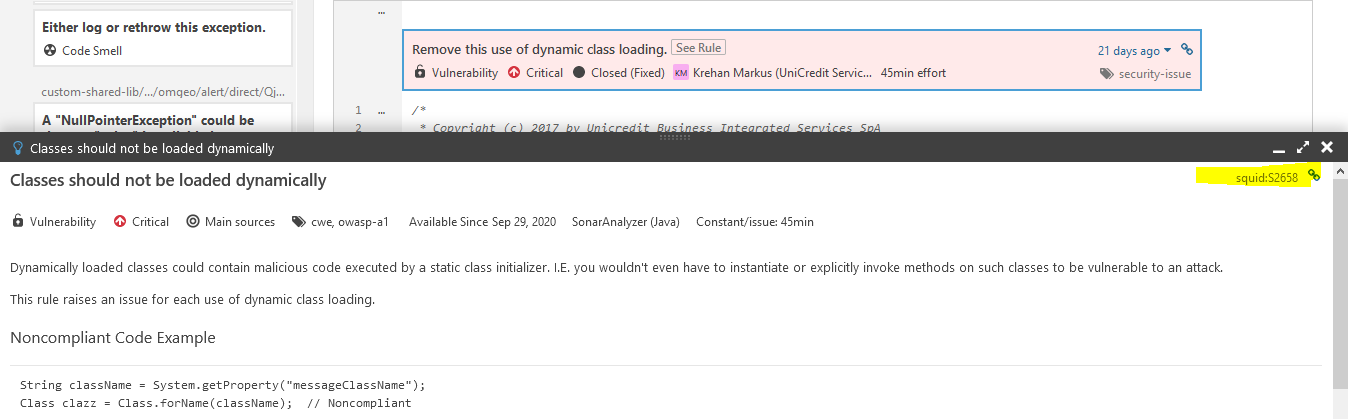 Either log or rethrow this exception.
Code Smell
custom-shared-lib/.../omqeo/alert/direct/Qj...
A "NullPointerException" could be
...
Remove this use of dynamic class loading. See Rule
21 days ago
Vulnerability Critical Closed (Fixed) KM Krehan Markus (UniCredit Servic... 45min effort
security-issue
1 ... /*
2 * Copyright (c) 2017 by Unicredit Business Integrated Services SpA
Classes should not be loaded dynamically
Classes should not be loaded dynamically
squid:S2658
Vulnerability Critical Main sources cwe, owasp-a1 Available Since Sep 29, 2020 SonarAnalyzer (Java) Constant/issue: 45min
Dynamically loaded classes could contain malicious code executed by a static class initializer. I.E. you wouldn't even have to instantiate or explicitly invoke methods on such classes to be vulnerable to an attack.
This rule raises an issue for each use of dynamic class loading.
Noncompliant Code Example
String className = System.getProperty("messageClassName");
Class clazz = Class.forName(className);  // Noncompliant